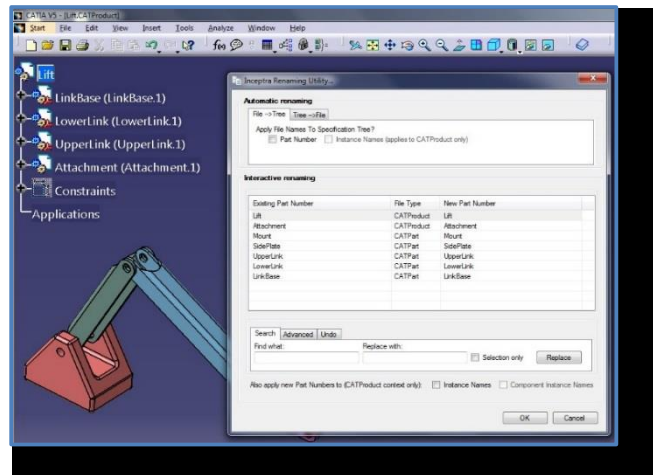 CATIA V5 - [Lift.CATProduct]
Start File Edit View Insert Tools Analyze Window Help
Lift
LinkBase (LinkBase.1)
LowerLink (LowerLink.1)
UpperLink (UpperLink.1)
Attachment (Attachment.1)
Constraints
Applications
Inceptra Renaming Utility...
Automatic renaming
File -->Tree Tree -->File
Apply File Names To Specification Tree?
Part Number Instance Names (applies to CATProduct only)
Interactive renaming
Existing Part Number File Type New Part Number
Lift CATProduct Lift
Attachment CATProduct Attachment
Mount CATPart Mount
SidePlate CATPart SidePlate
UpperLink CATPart UpperLink
LowerLink CATPart LowerLink
LinkBase CATPart LinkBase
Search Advanced Undo
Find what: Replace with:
Selection only Replace
Also apply new Part Numbers to (CATProduct context only): Instance Names Component Instance Names
OK Cancel